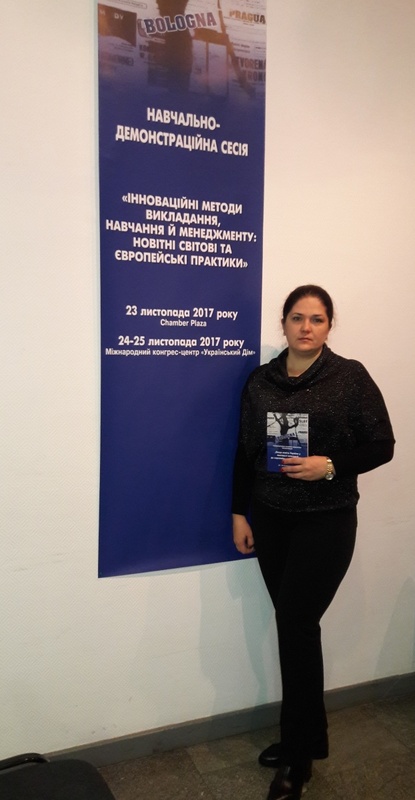 BOLOGNA
PRAGUE
НАВЧАЛЬНО-
ДЕМОНСТРАЦІЙНА СЕСІЯ
«ІННОВАЦІЙНІ МЕТОДИ
ВИКЛАДАННЯ,
НАВЧАННЯ Й МЕНЕДЖМЕНТУ:
НОВІТНІ СВІТОВІ ТА
ЄВРОПЕЙСЬКІ ПРАКТИКИ»
23 листопада 2017 року
Chamber Plaza
24-25 листопада 2017 року
Міжнародний конгрес-центр «Український Дім»